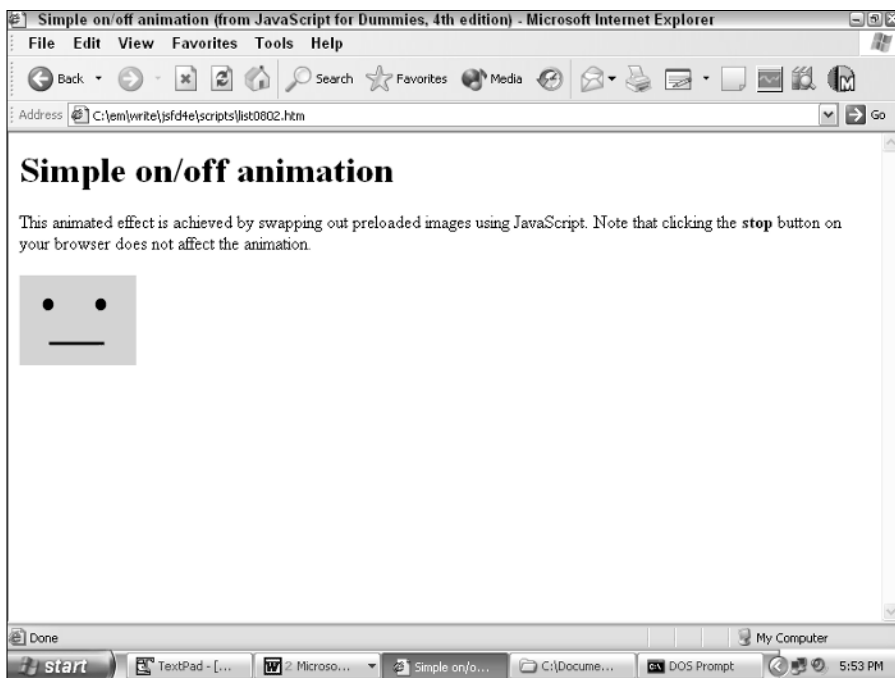 Simple on/off animation (from JavaScript for Dummies, 4th edition) - Microsoft Internet Explorer
File Edit View Favorites Tools Help
Back Search Favorites Media
Address C:\em\write\jsfd4e\scripts\list0802.htm Go
Simple on/off animation
This animated effect is achieved by swapping out preloaded images using JavaScript. Note that clicking the stop button on
your browser does not affect the animation.
Done My Computer
start TextPad - [... 2 Microso... Simple on/o... C:\Docume... DOS Prompt 5:53 PM